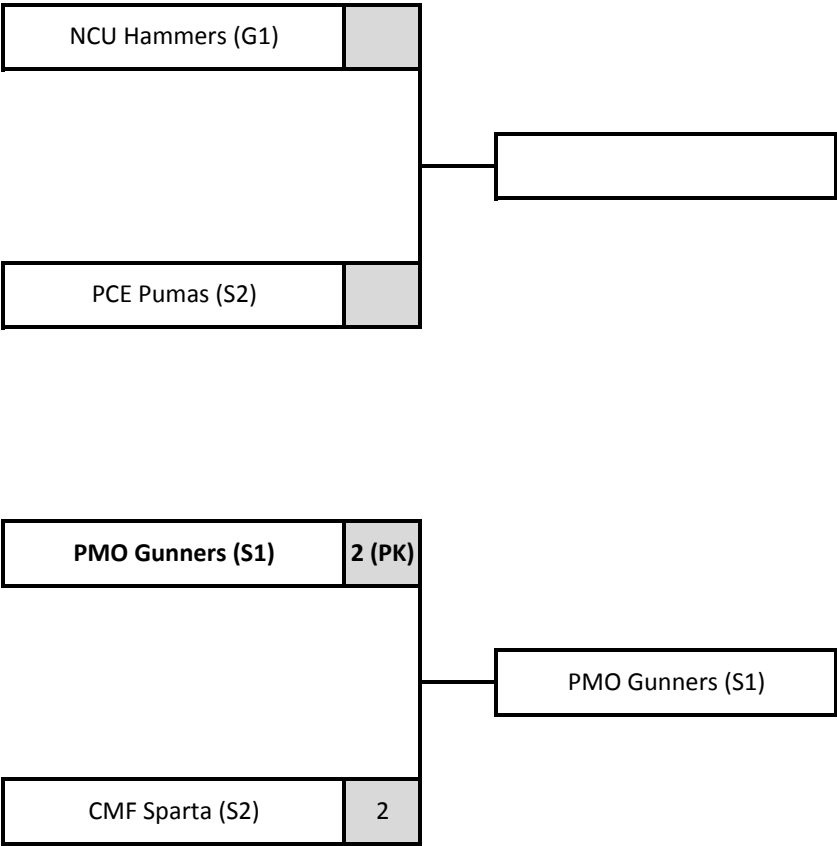 NCU Hammers (G1)
PCE Pumas (S2)
PMO Gunners (S1) 2 (PK)
PMO Gunners (S1)
CMF Sparta (S2) 2